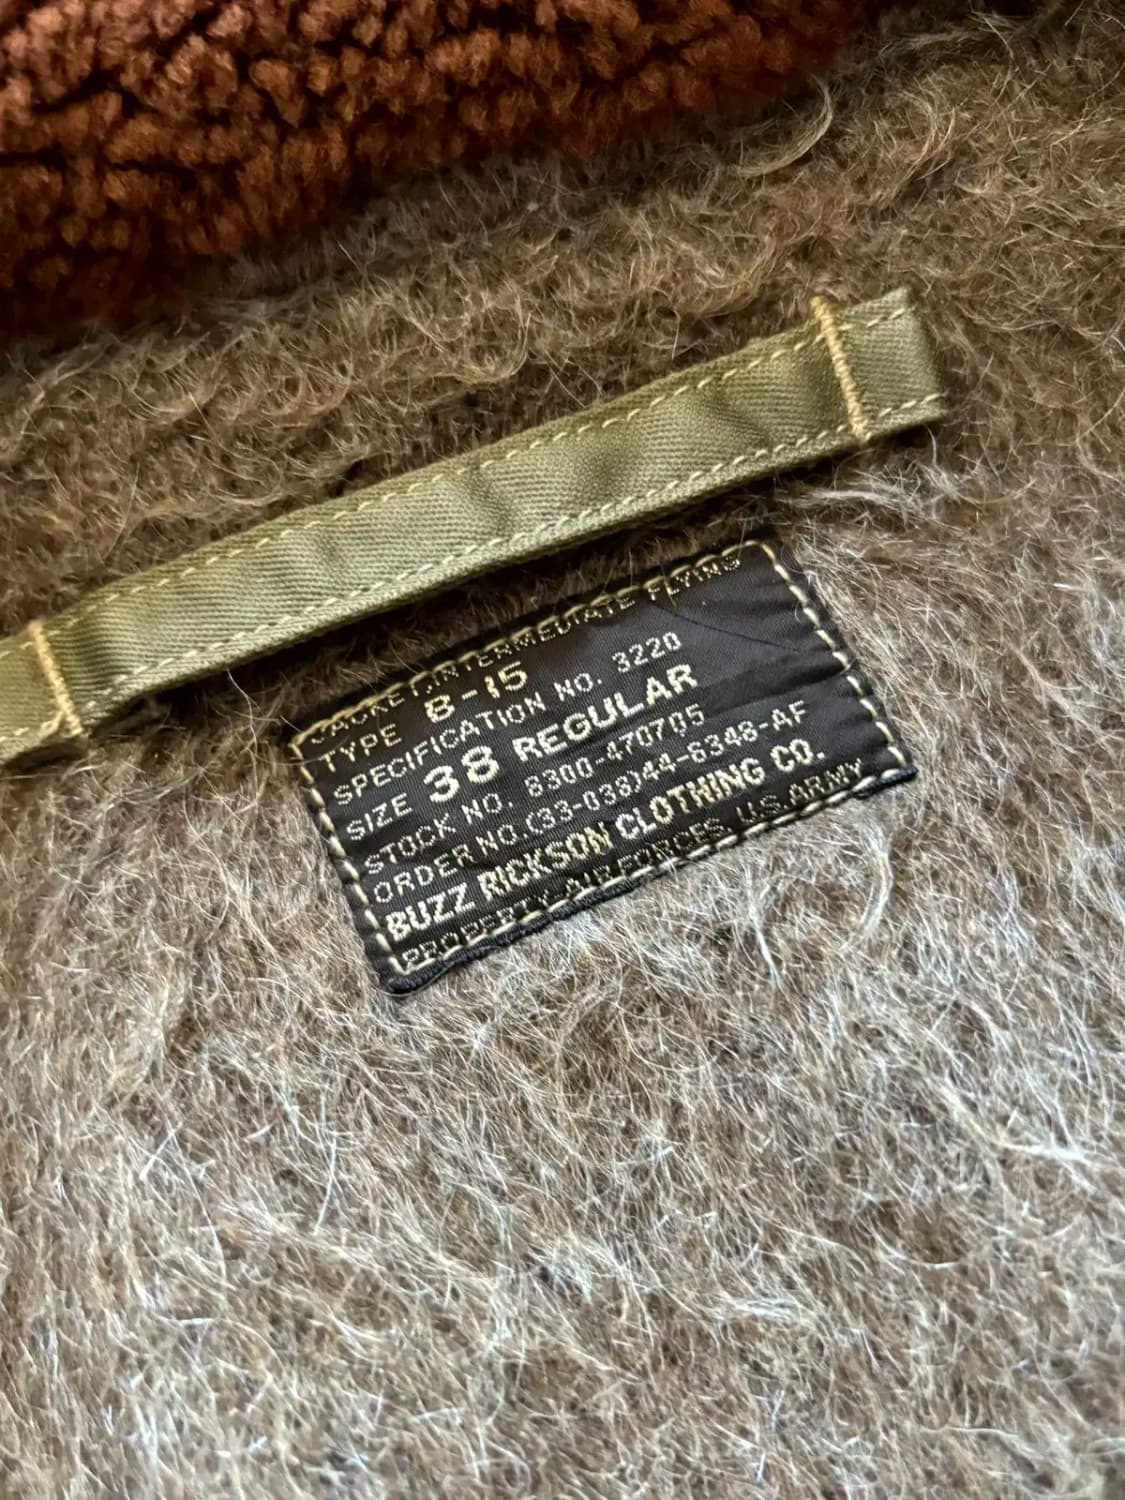 JACKET, INTERMEDIATE FLYING
TYPE B-15
SPECIFICATION NO. 3220
SIZE 38 REGULAR
STOCK NO. 8300-470705
ORDER NO.(33-038)44-6348-AF
BUZZ RICKSON CLOTHING CO.
PROPERTY AIR FORCES, U.S. ARMY